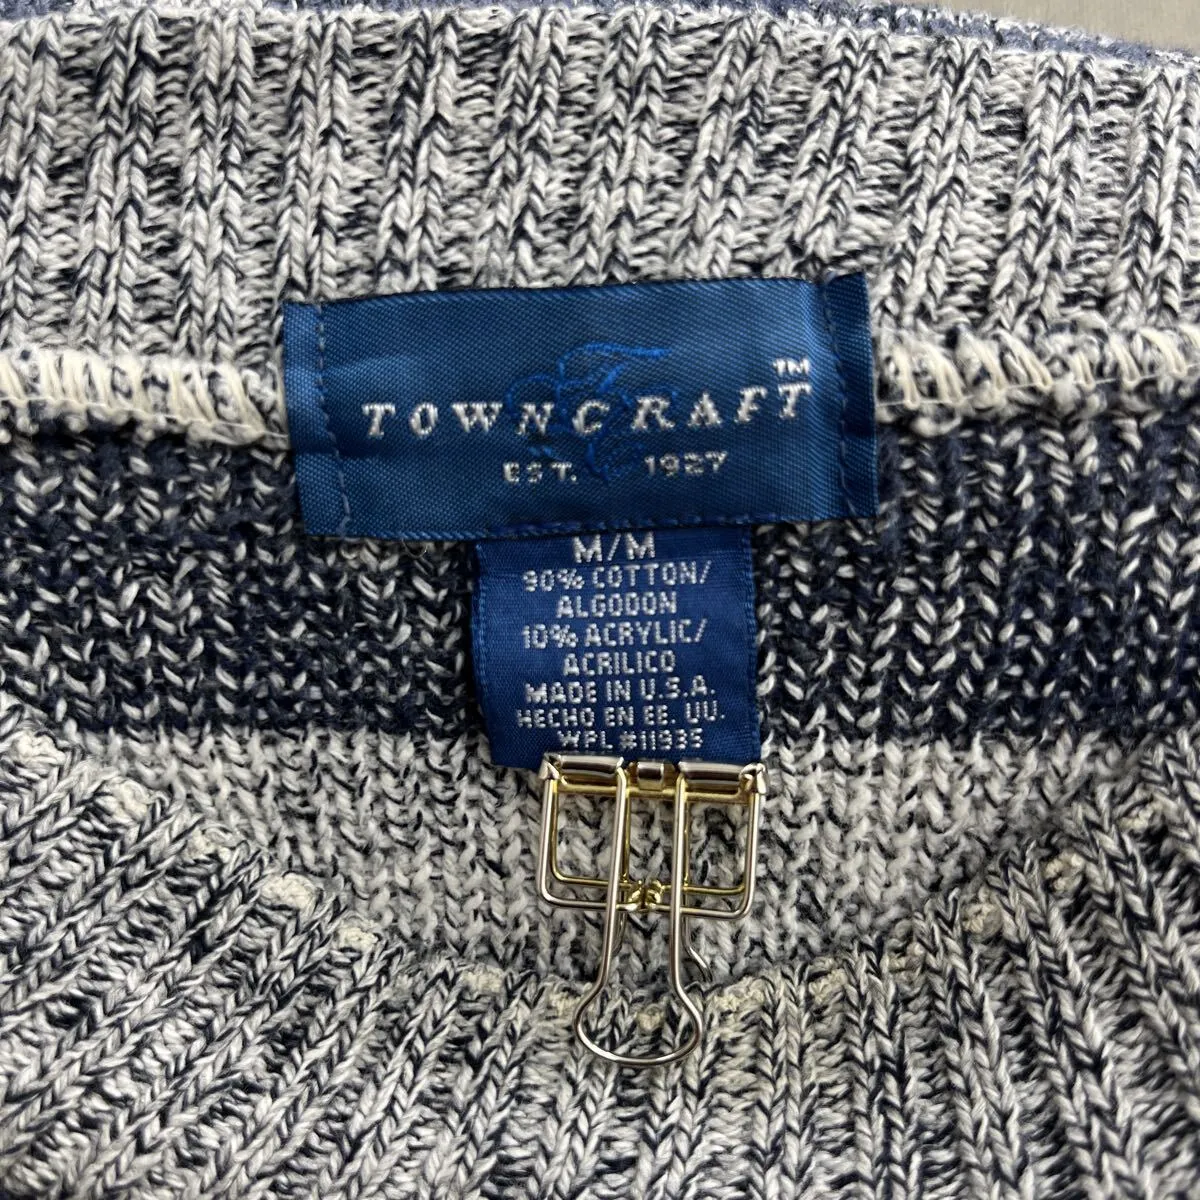 TOWNCRAFT™
EST. 1927
M/M
90% COTTON/
ALGODON
10% ACRYLIC/
ACRILICO
MADE IN U.S.A.
HECHO EN EE. UU.
WPL #11935